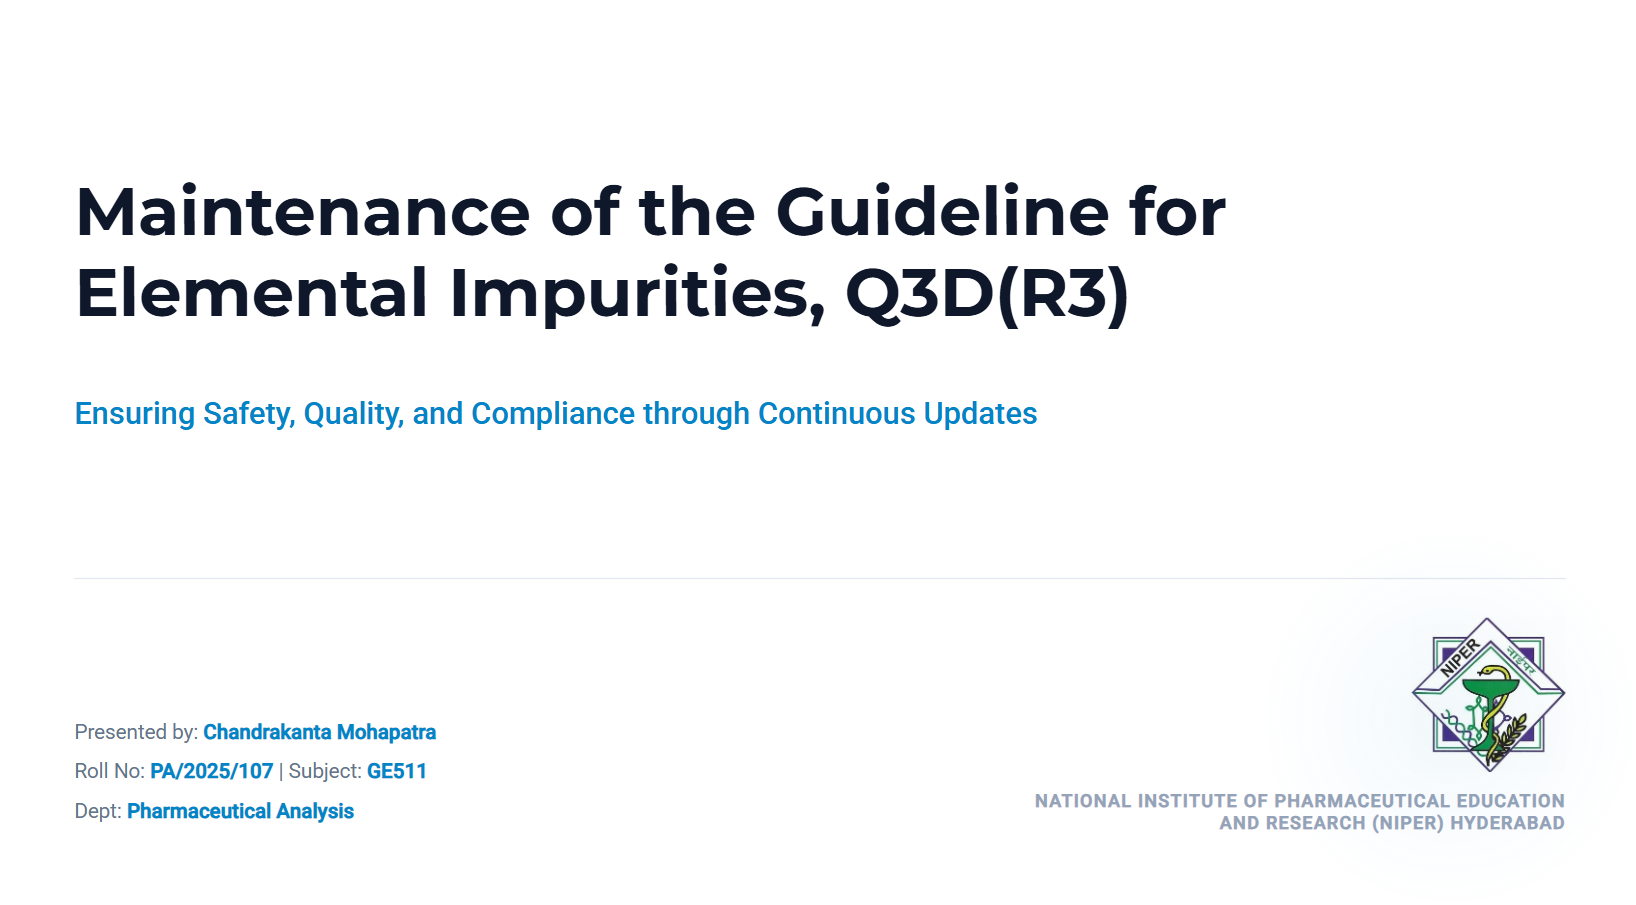 Maintenance of the Guideline for
Elemental Impurities, Q3D(R3)
Ensuring Safety, Quality, and Compliance through Continuous Updates
NIPER
नाईपर
Presented by: Chandrakanta Mohapatra
Roll No: PA/2025/107 | Subject: GE511
Dept: Pharmaceutical Analysis
NATIONAL INSTITUTE OF PHARMACEUTICAL EDUCATION
AND RESEARCH (NIPER) HYDERABAD